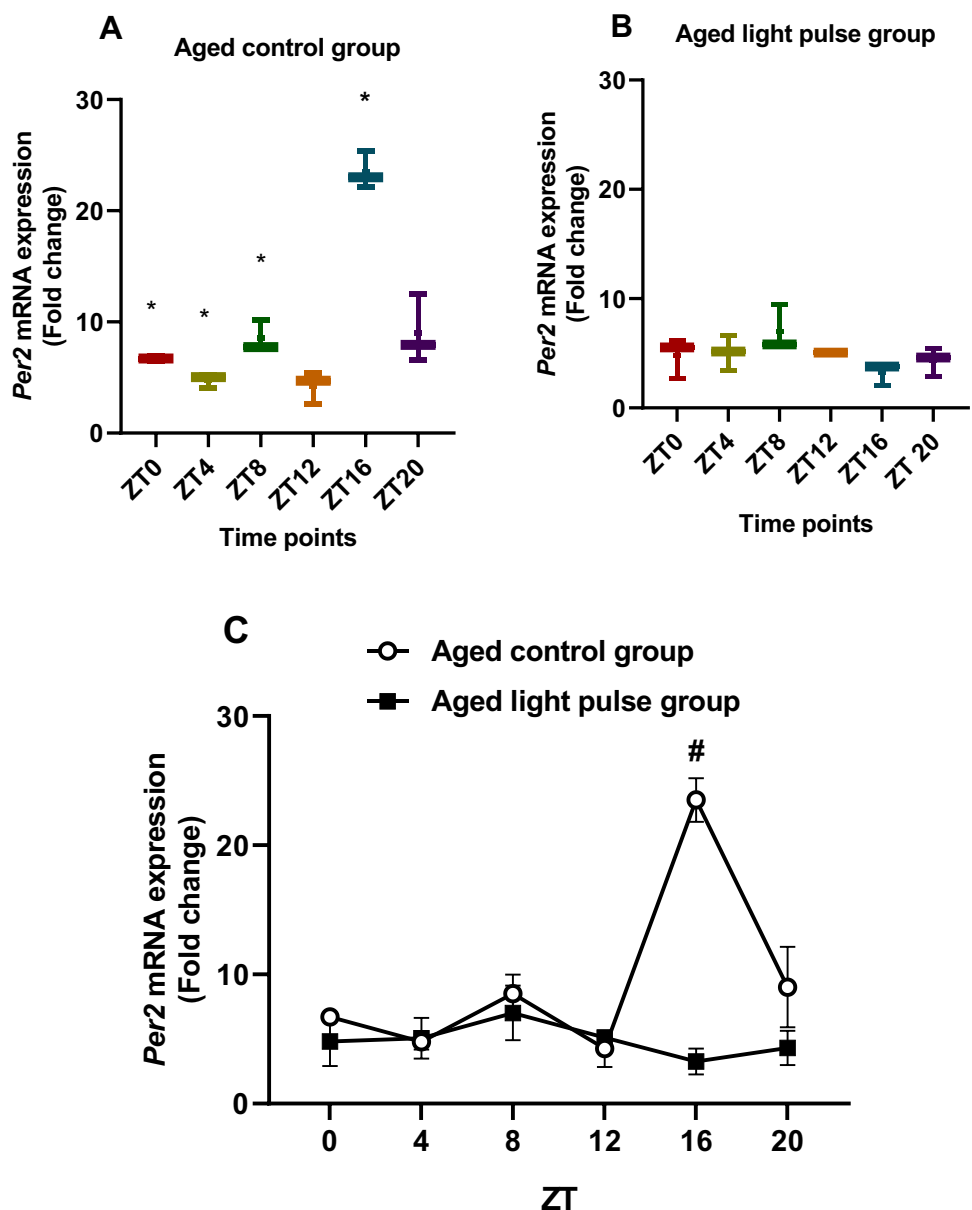 A
Aged control group
Per2 mRNA expression
(Fold change)
30
20
10
0
*
*
*
*
ZT0
ZT4
ZT8
ZT12
ZT16
ZT20
Time points
B
Aged light pulse group
Per2 mRNA expression
(Fold change)
30
20
10
0
ZT0
ZT4
ZT8
ZT12
ZT16
ZT 20
Time points
C
Aged control group
Aged light pulse group
Per2 mRNA expression
(Fold change)
30
20
10
0
#
0
4
8
12
16
20
ZT